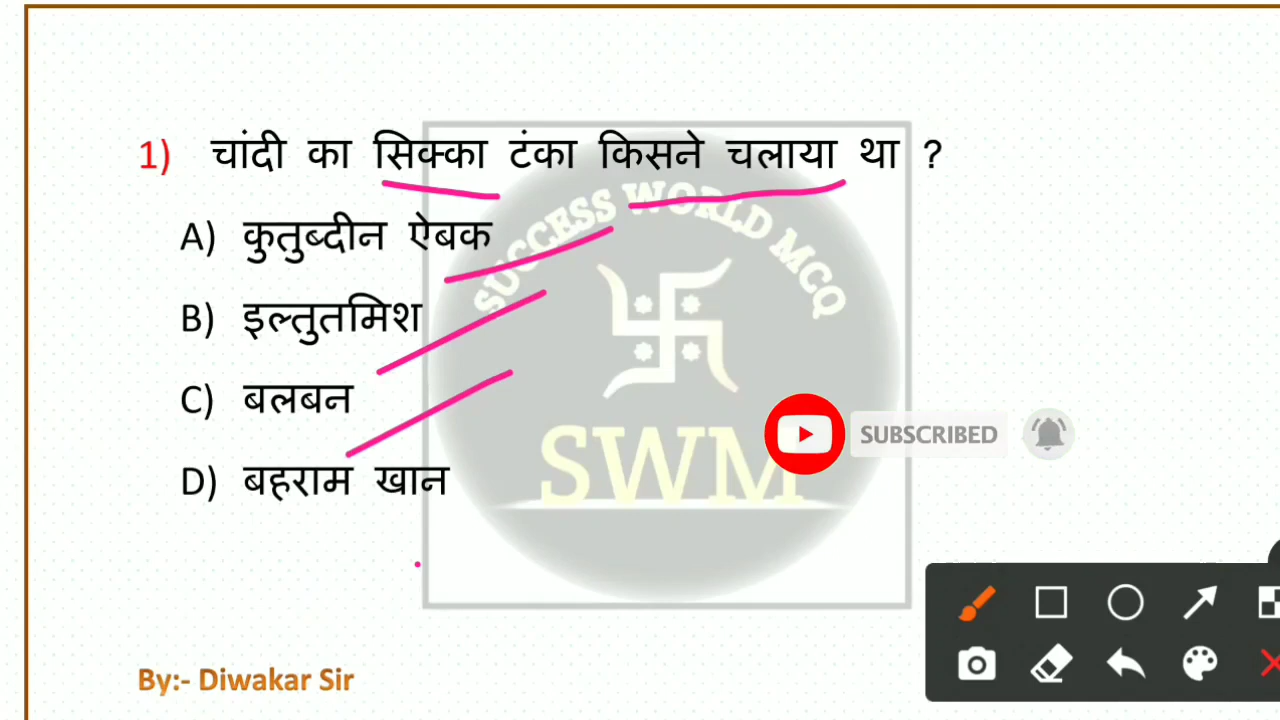 1) चांदी का सिक्का टंका किसने चलाया था ?
A) कुतुब्दीन ऐबक
B) इल्तुतमिश
C) बलबन
D) बहराम खान
SUCCESS WORLD MCQ
SWM
SUBSCRIBED
By:- Diwakar Sir